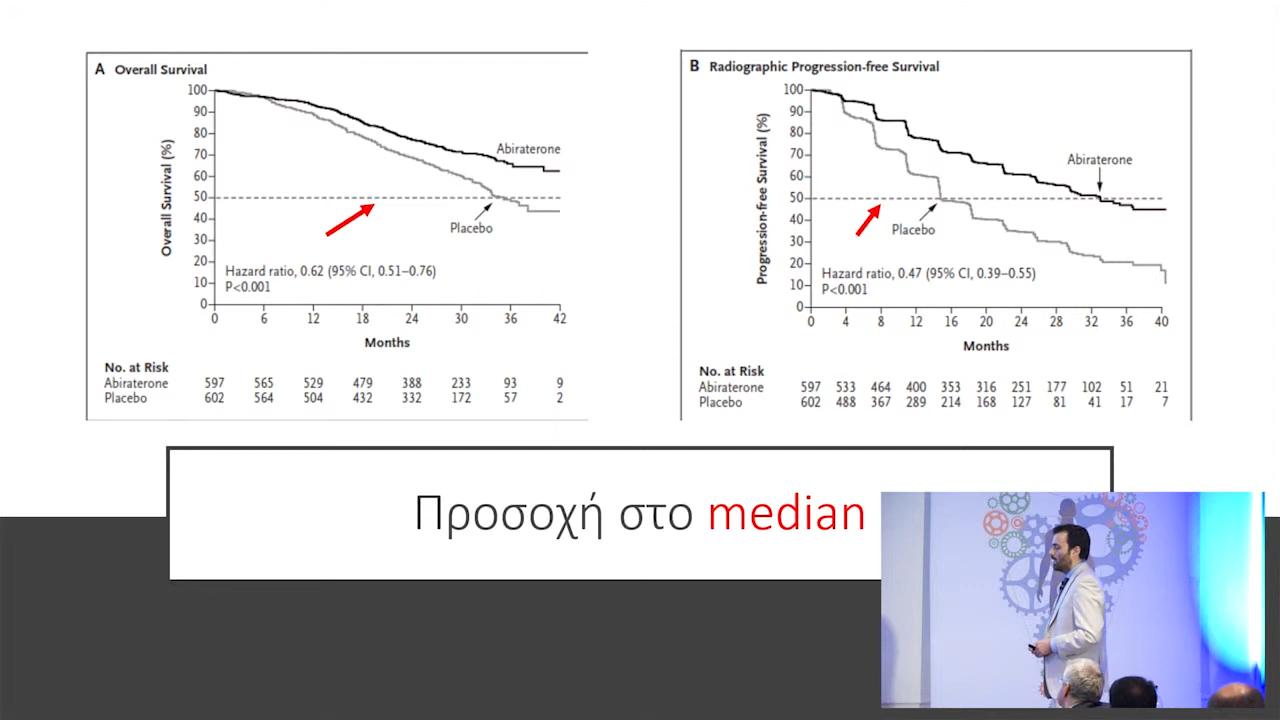 A Overall Survival
100
90
80
70
60
50
40
30
20
10
0
Overall Survival (%)
Abiraterone
Placebo
Hazard ratio, 0.62 (95% CI, 0.51–0.76)
P<0.001
0 6 12 18 24 30 36 42
Months
No. at Risk
Abiraterone 597 565 529 479 388 233 93 9
Placebo 602 564 504 432 332 172 57 2
B Radiographic Progression-free Survival
100
90
80
70
60
50
40
30
20
10
0
Progression-free Survival (%)
Abiraterone
Placebo
Hazard ratio, 0.47 (95% CI, 0.39–0.55)
P<0.001
0 4 8 12 16 20 24 28 32 36 40
Months
No. at Risk
Abiraterone 597 533 464 400 353 316 251 177 102 51 21
Placebo 602 488 367 289 214 168 127 81 41 17 7
Προσοχή στο median